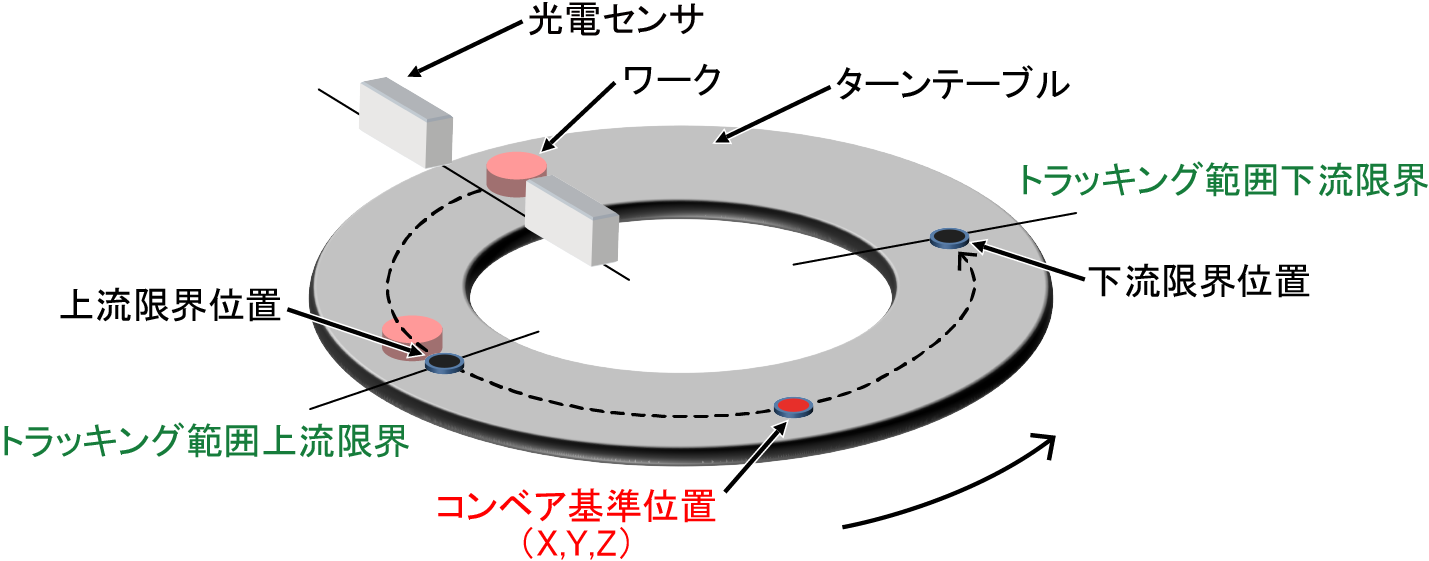 光電センサ
ワーク
ターンテーブル
トラッキング範囲下流限界
下流限界位置
上流限界位置
トラッキング範囲上流限界
コンベア基準位置
（X,Y,Z）